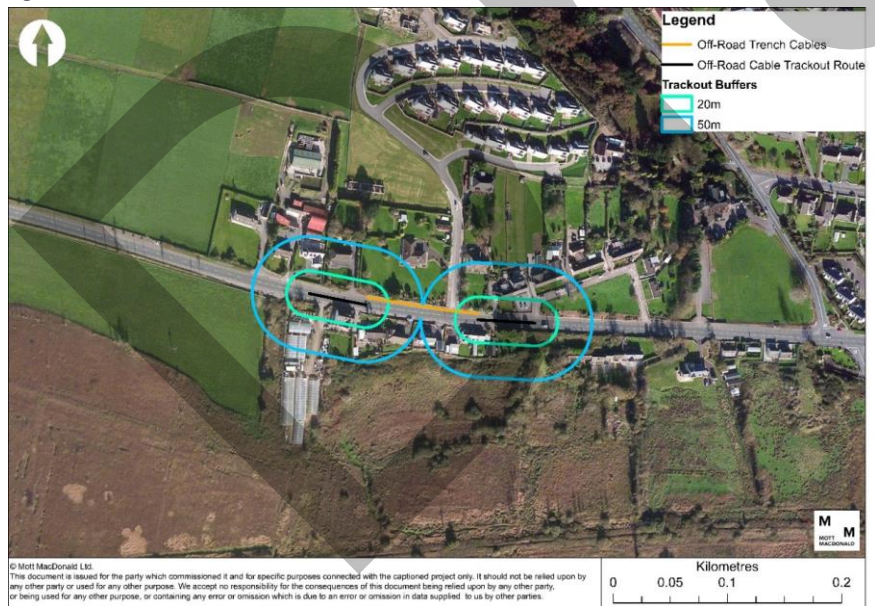 Legend
Off-Road Trench Cables
Off-Road Cable Trackout Route
Trackout Buffers
20m
50m
M
M
MOTT
MACDONALD
© Mott MacDonald Ltd.
This document is issued for the party which commissioned it and for specific purposes connected with the captioned project only. It should not be relied upon by
any other party or used for any other purpose. We accept no responsibility for the consequences of this document being relied upon by any other party,
or being used for any other purpose, or containing any error or omission which is due to an error or omission in data supplied to us by other parties.
Kilometres
0 0.05 0.1 0.2